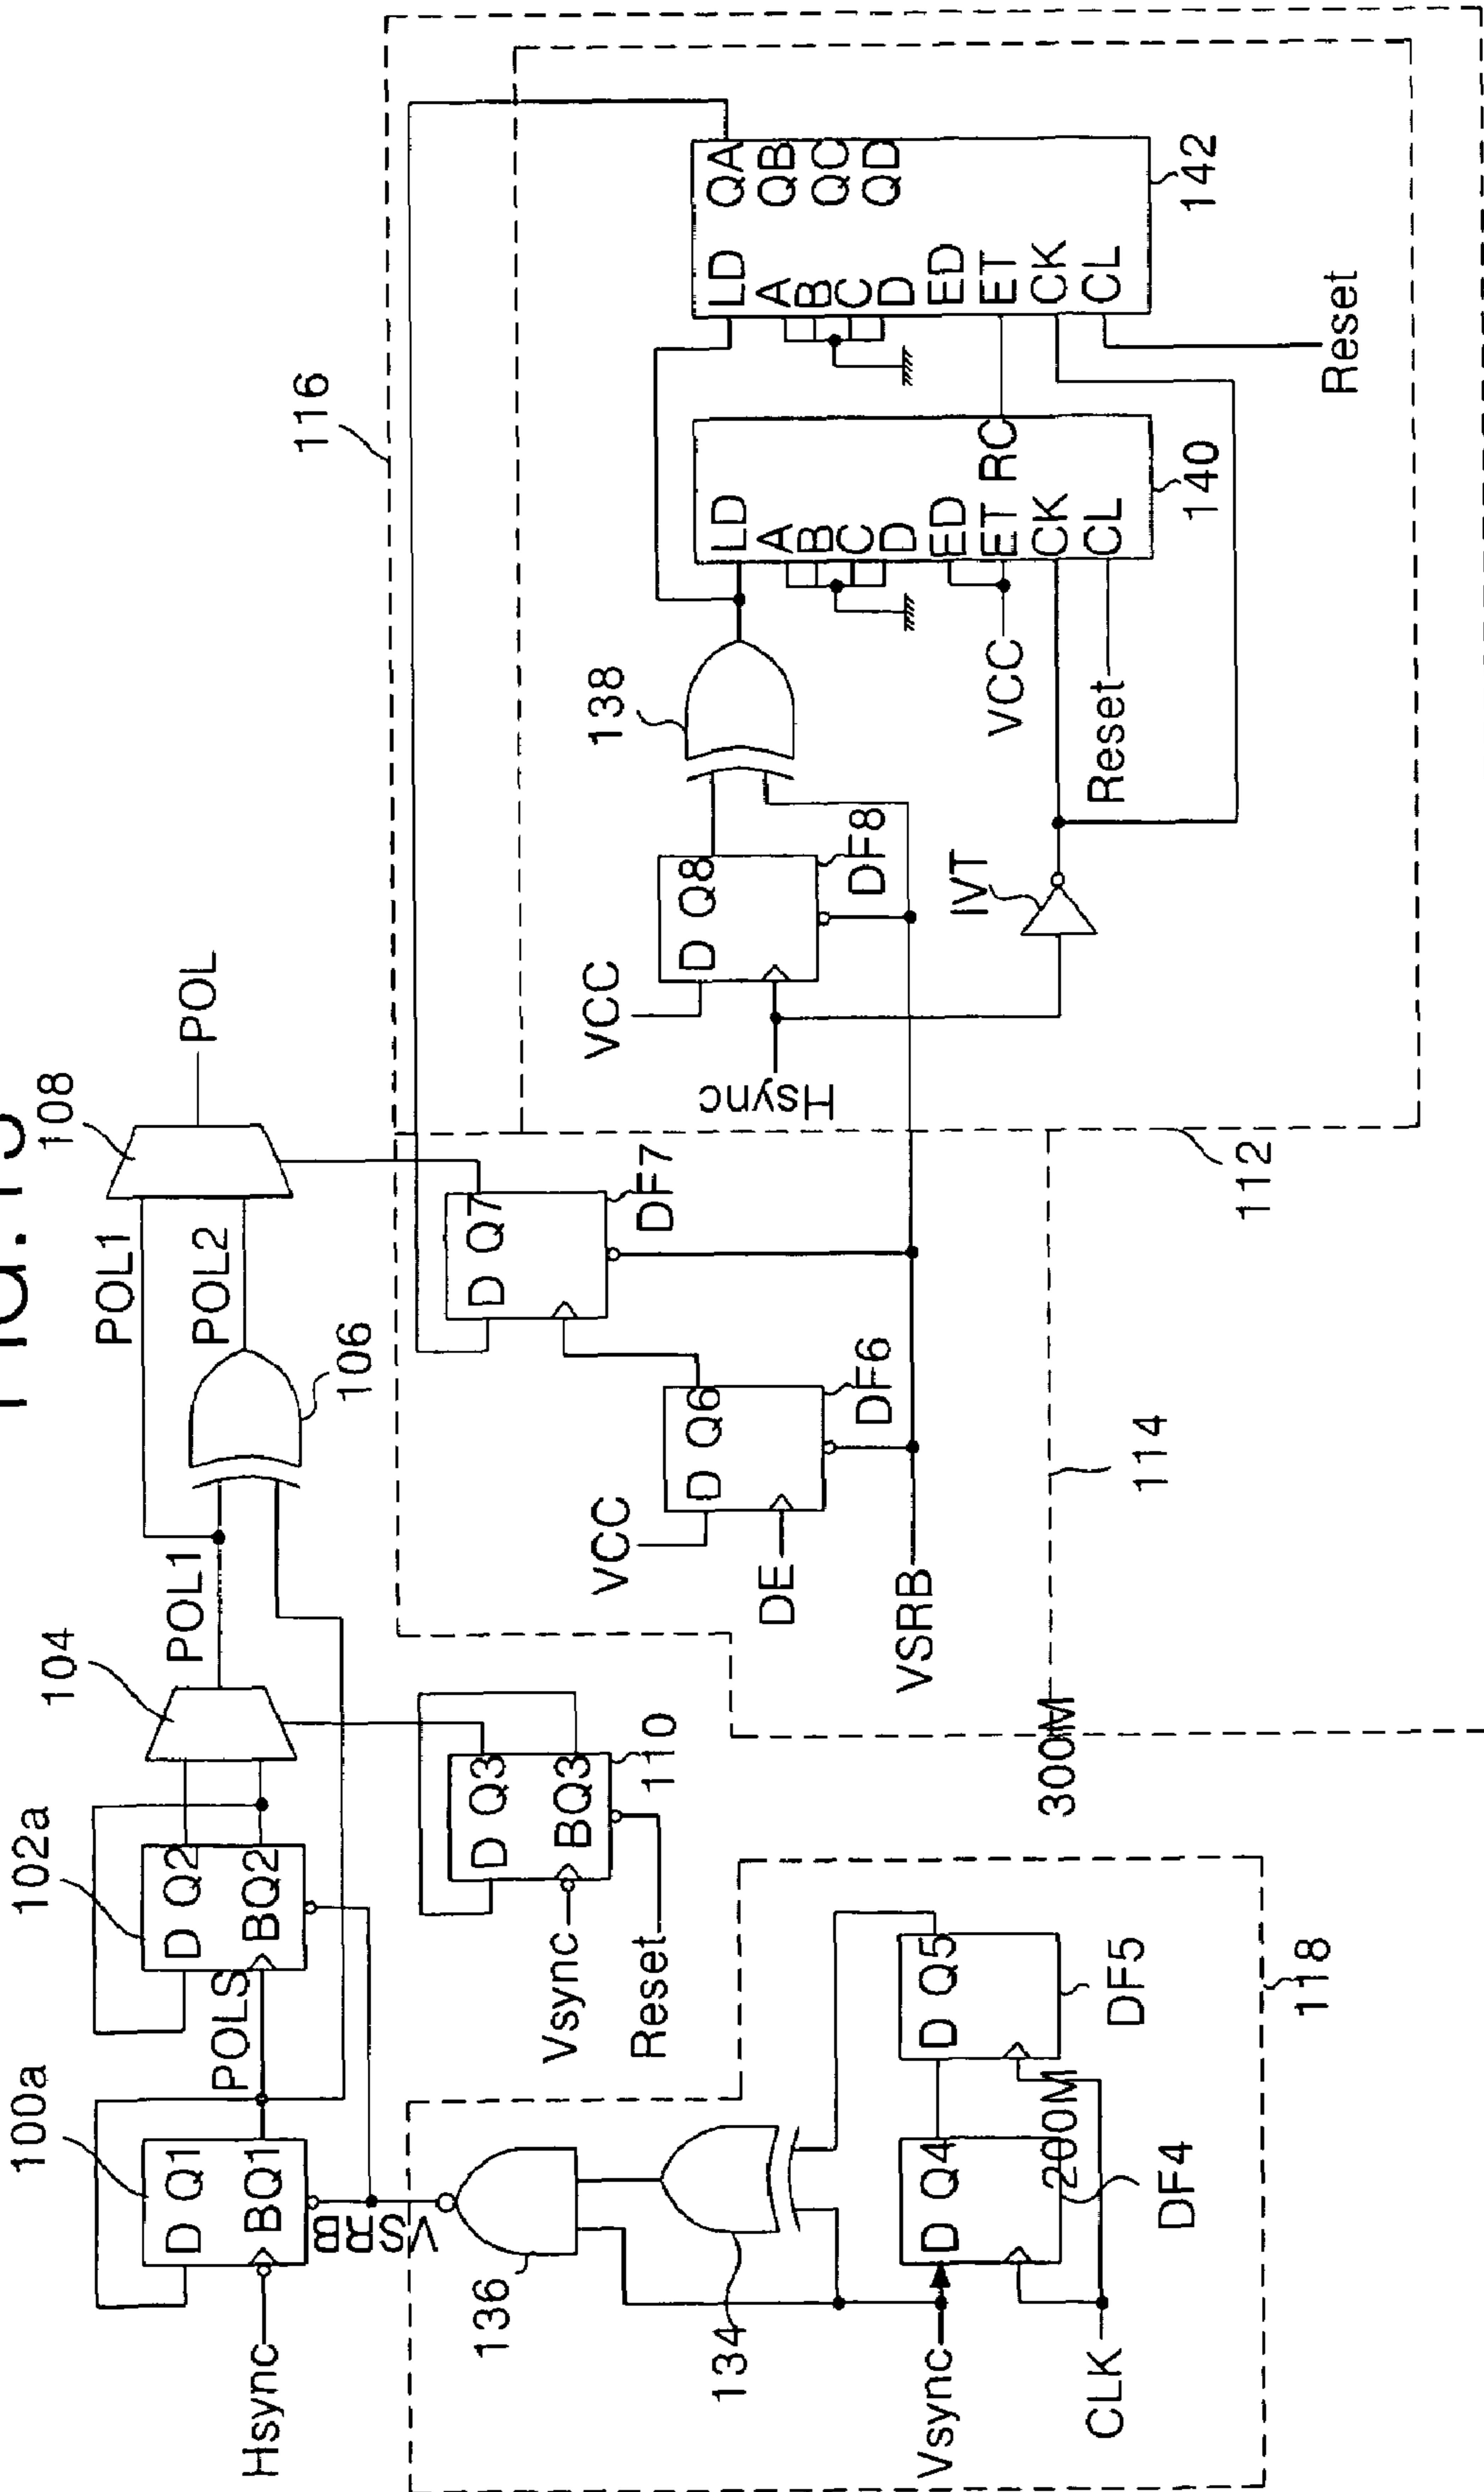 FIG. 13
100a
D Q1
BQ1
Hsync
POLS
102a
D Q2
BQ2
104
POL1
106
POL1
POL2
108
POL
VSRB
136
134
Vsync
CLK
D Q4
DF4
200M
D Q5
DF5
118
Vsync
Reset
D Q3
BQ3
110
300M
114
VCC
DE
D Q6
DF6
VSRB
D Q7
DF7
112
116
VCC
Hsync
D Q8
DF8
IVT
138
VCC
Reset
LD
A
B
C
D
ED
ET RC
CK
CL
140
LD QA
A QB
B QC
C QD
D
ED
ET
CK
CL
142
Reset